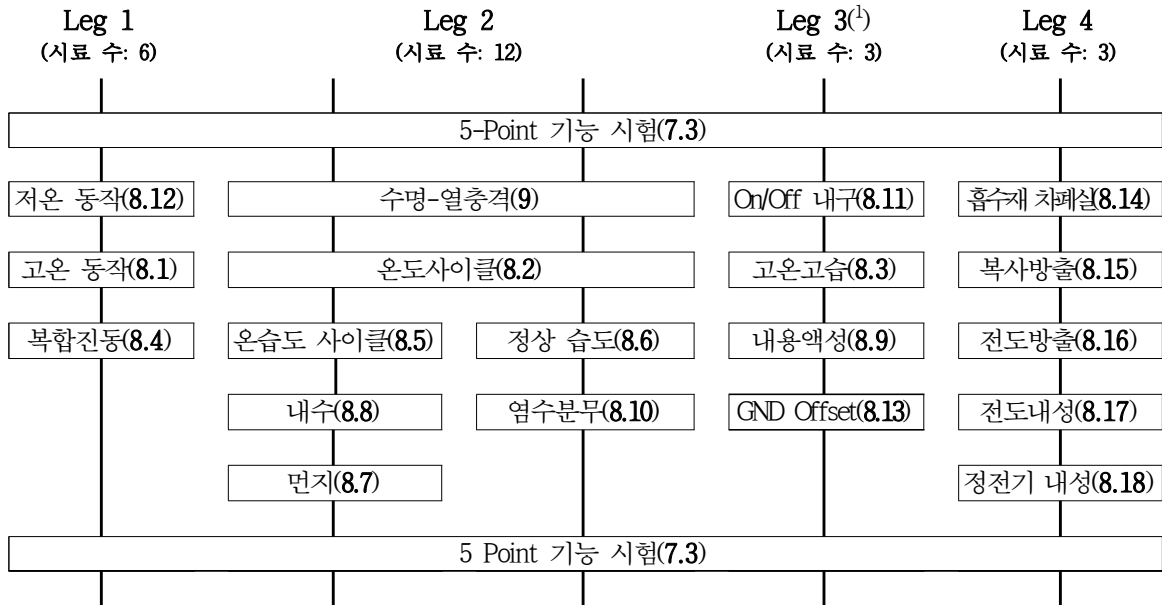 Leg 1
(시료 수: 6)
Leg 2
(시료 수: 12)
Leg 3(1)
(시료 수: 3)
Leg 4
(시료 수: 3)
5-Point 기능 시험(7.3)
저온 동작(8.12)
수명-열충격(9)
On/Off 내구(8.11)
흡수재 차폐실(8.14)
고온 동작(8.1)
온도사이클(8.2)
고온고습(8.3)
복사방출(8.15)
복합진동(8.4)
온습도 사이클(8.5)
정상 습도(8.6)
내용액성(8.9)
전도방출(8.16)
내수(8.8)
염수분무(8.10)
GND Offset(8.13)
전도내성(8.17)
먼지(8.7)
정전기 내성(8.18)
5 Point 기능 시험(7.3)